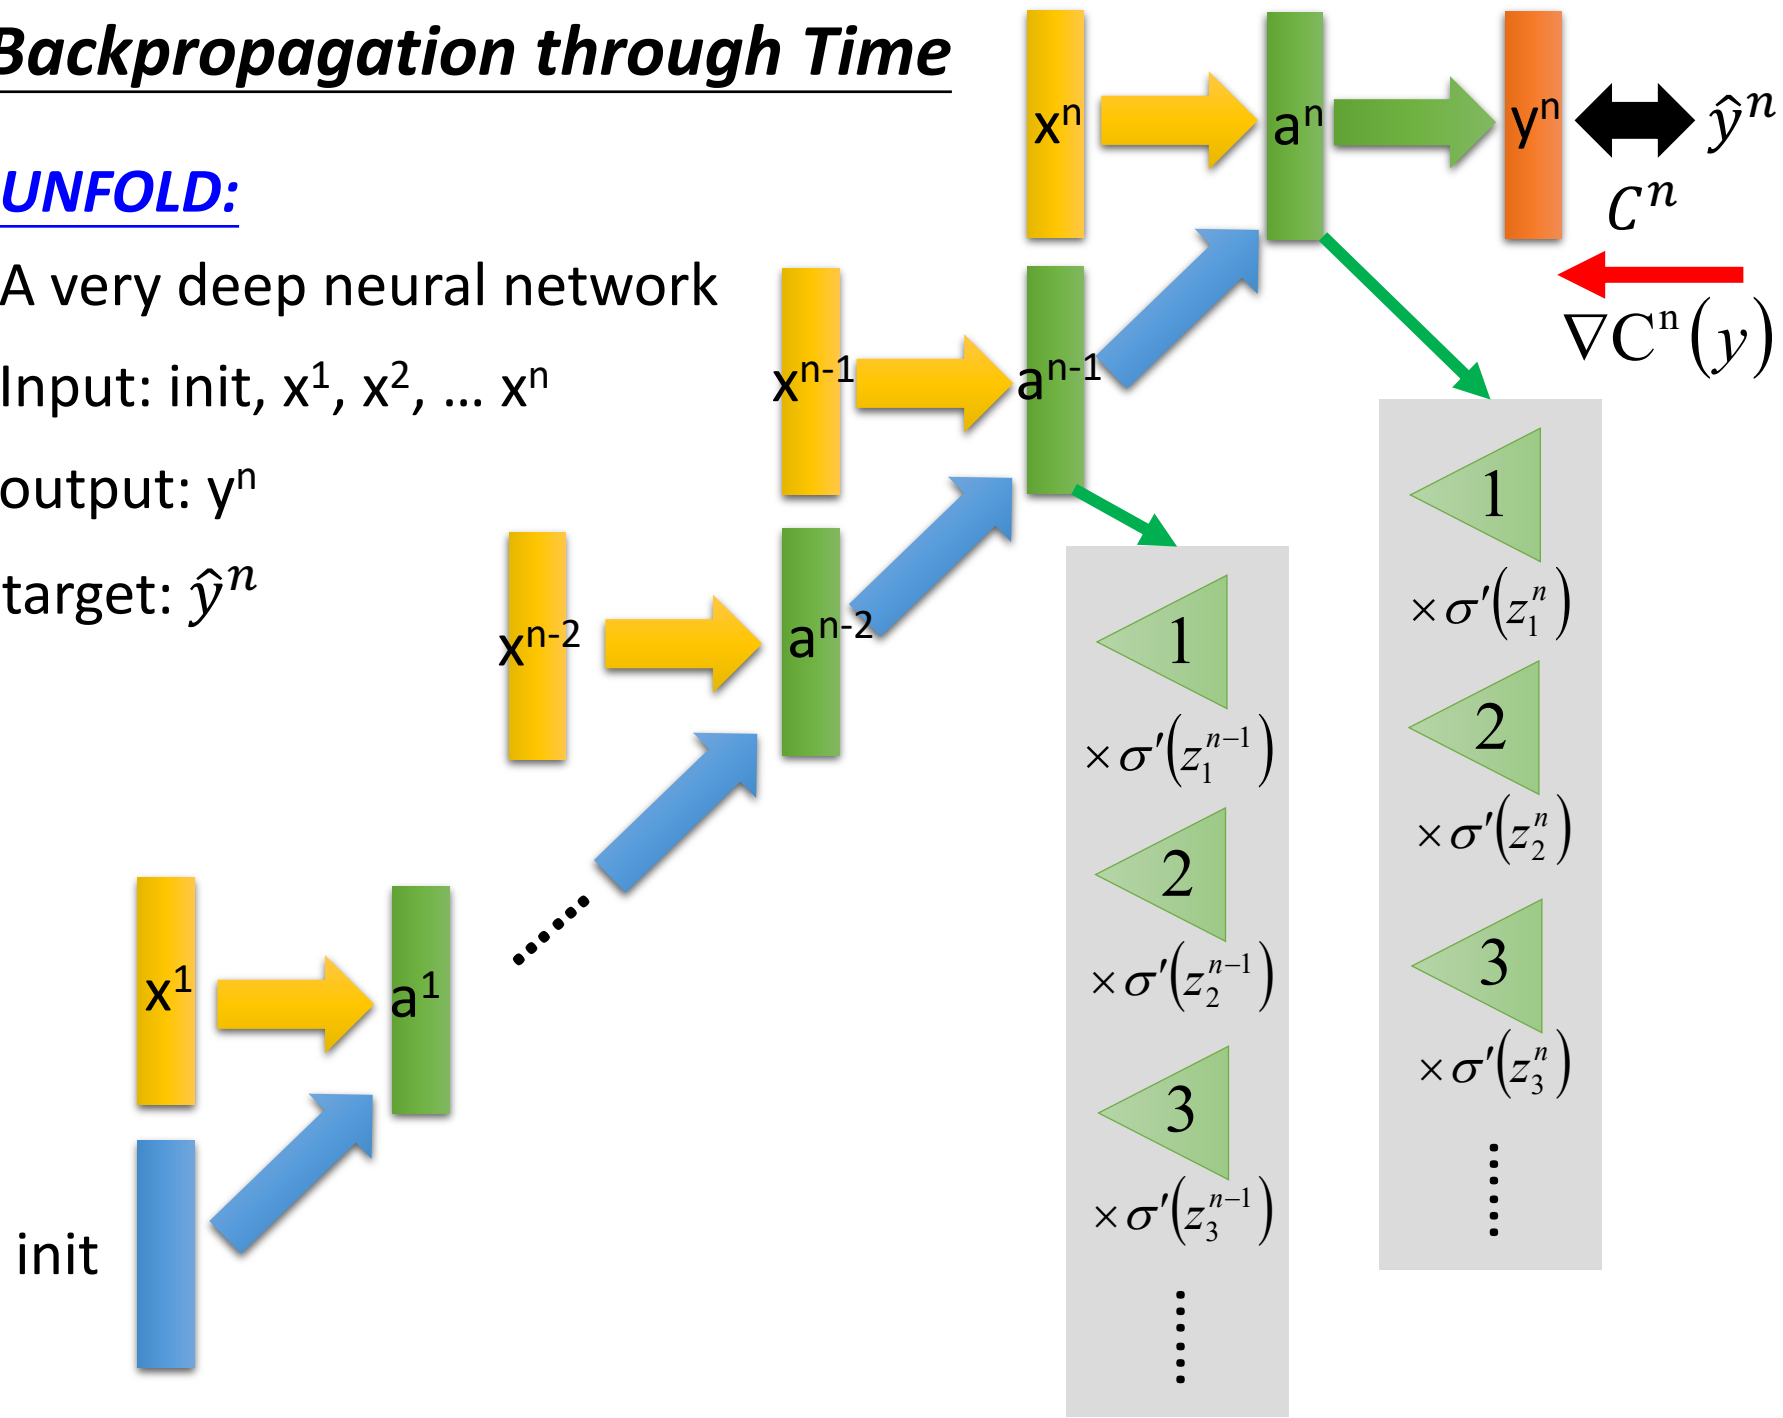 Backpropagation through Time
UNFOLD:
A very deep neural network
Input: init, x¹, x², … xⁿ
output: yⁿ
target: ŷⁿ
xⁿ
aⁿ
yⁿ
ŷⁿ
Cⁿ
∇Cⁿ(y)
xⁿ⁻¹
aⁿ⁻¹
xⁿ⁻²
aⁿ⁻²
......
x¹
a¹
init
1
×σ′(z₁ⁿ⁻¹)
2
×σ′(z₂ⁿ⁻¹)
3
×σ′(z₃ⁿ⁻¹)
......
1
×σ′(z₁ⁿ)
2
×σ′(z₂ⁿ)
3
×σ′(z₃ⁿ)
......